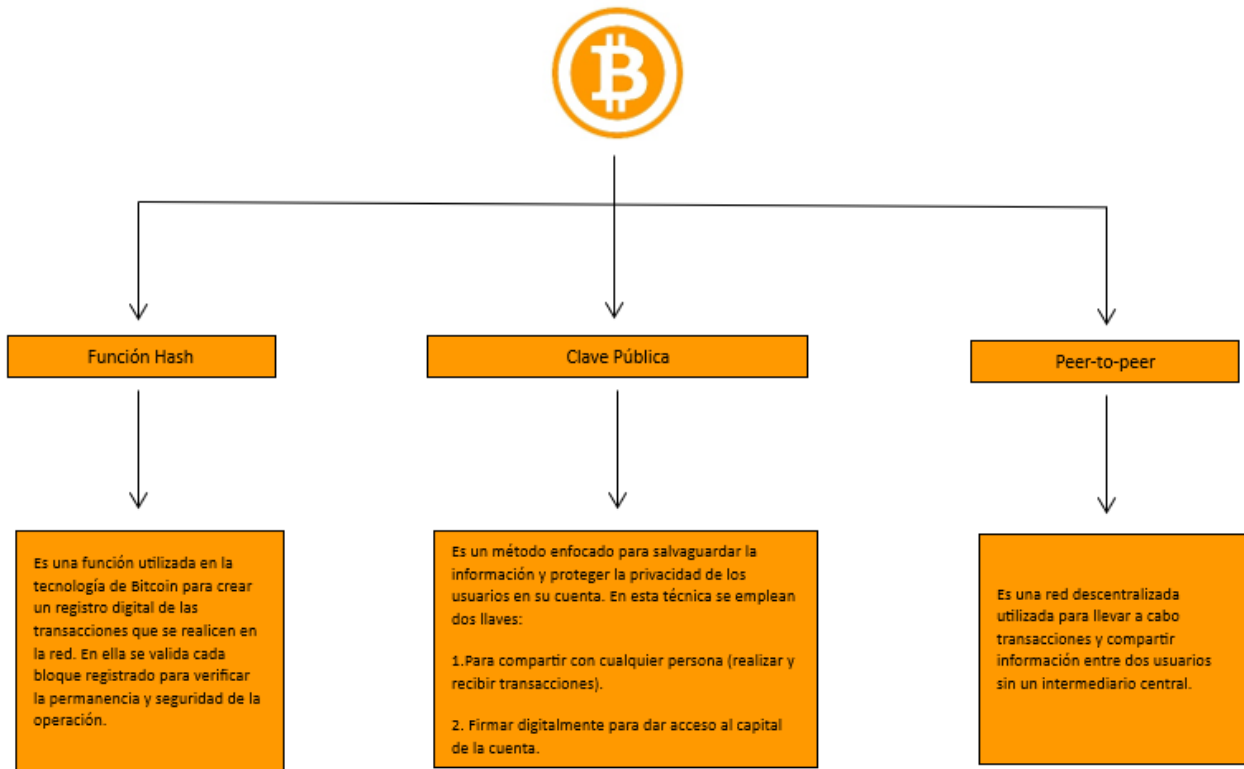 Función Hash
Clave Pública
Peer-to-peer
Es una función utilizada en la
tecnología de Bitcoin para crear
un registro digital de las
transacciones que se realicen en
la red. En ella se valida cada
bloque registrado para verificar
la permanencia y seguridad de la
operación.
Es un método enfocado para salvaguardar la
información y proteger la privacidad de los
usuarios en su cuenta. En esta técnica se emplean
dos llaves:
1.Para compartir con cualquier persona (realizar y
recibir transacciones).
2. Firmar digitalmente para dar acceso al capital
de la cuenta.
Es una red descentralizada
utilizada para llevar a cabo
transacciones y compartir
información entre dos usuarios
sin un intermediario central.